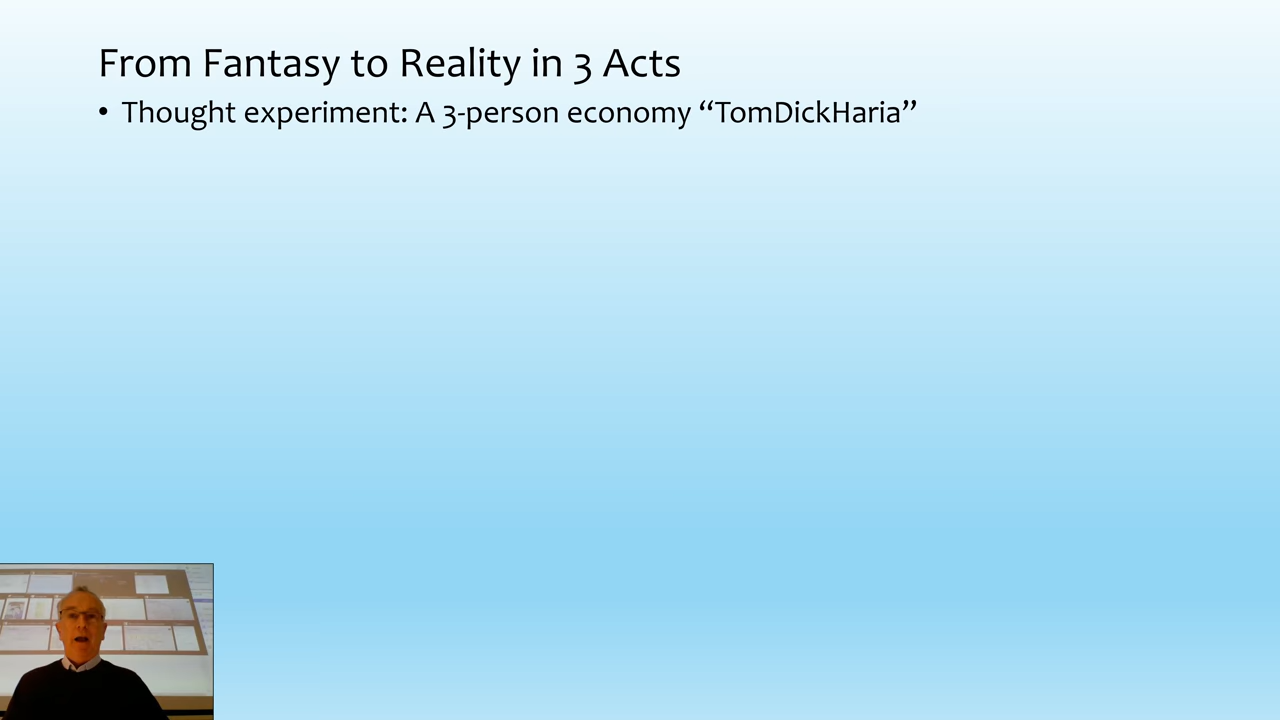 From Fantasy to Reality in 3 Acts
• Thought experiment: A 3-person economy “TomDickHaria”